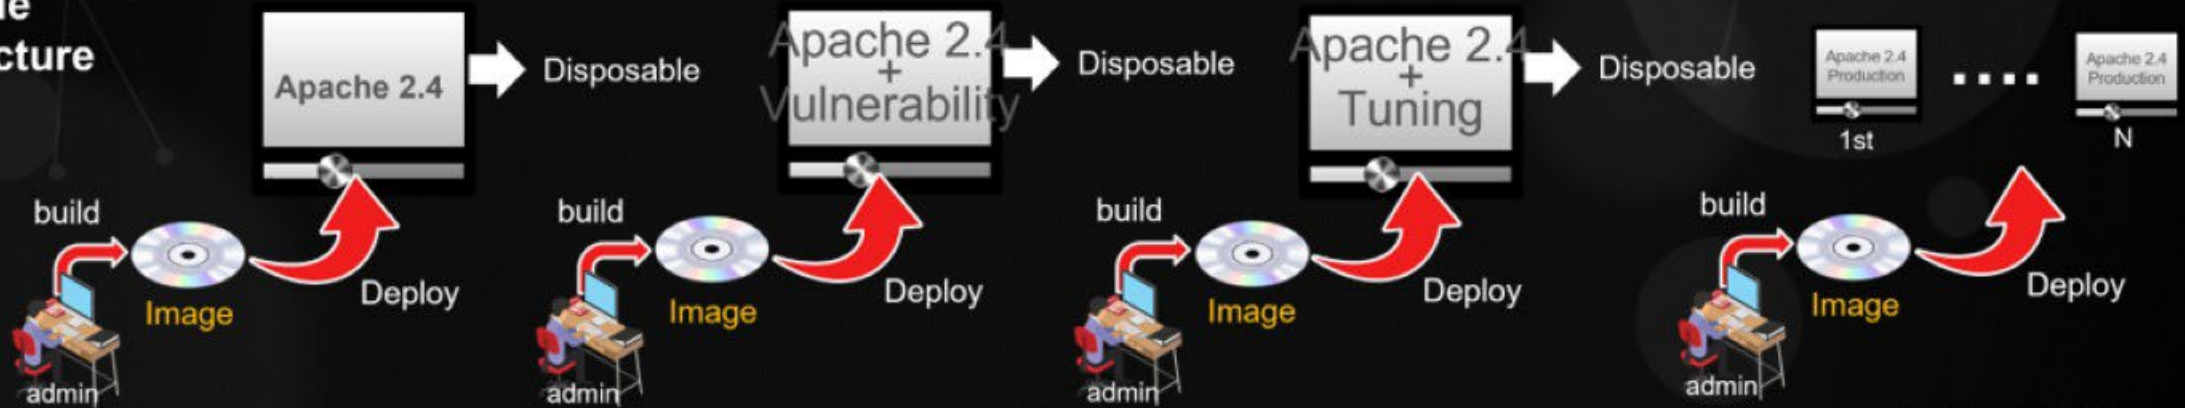 cture
Apache 2.4
Disposable
Apache 2.4
+
Vulnerability
Disposable
Apache 2.4
+
Tuning
Disposable
Apache 2.4
Production
1st
....
Apache 2.4
Production
N
build
Image
Deploy
admin
build
Image
Deploy
admin
build
Image
Deploy
admin
build
Image
Deploy
admin